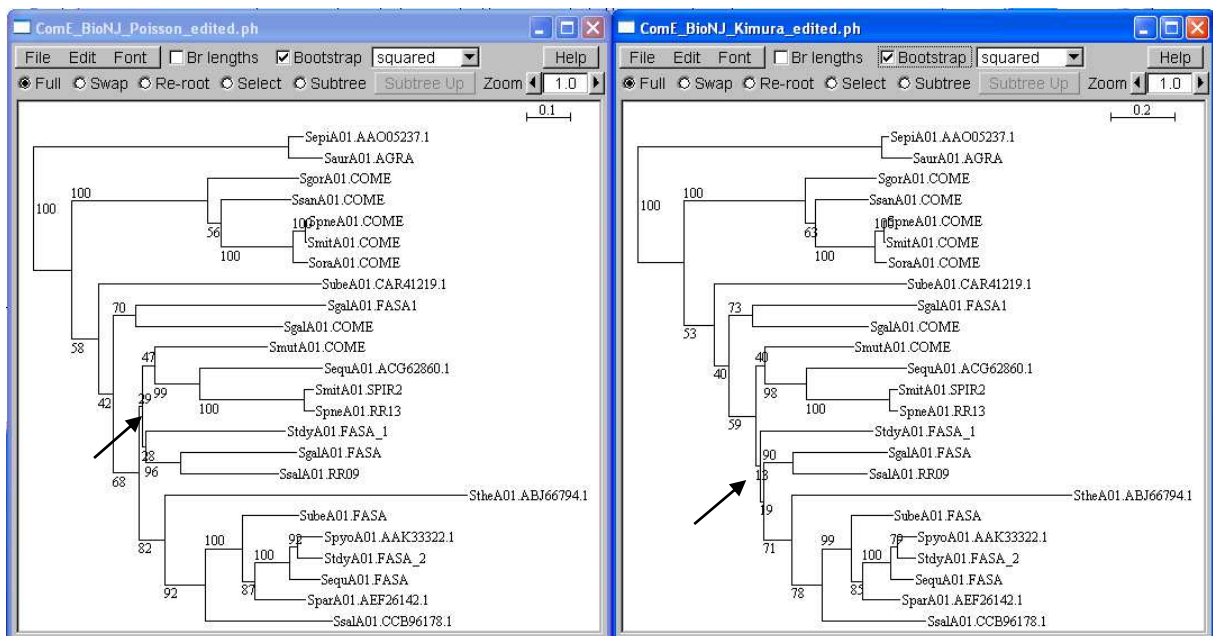 ComE_BioNJ_Poisson_edited.ph
File Edit Font Br lengths Bootstrap squared Help
Full Swap Re-root Select Subtree Subtree Up Zoom 1.0
0.1
SepiA01.AAO05237.1
SaurA01.AGRA
SgorA01.COME
100
SsanA01.COME
100
100
SpneA01.COME
56
SmitA01.COME
100
SoraA01.COME
SubeA01.CAR41219.1
70
SgalA01.FASA1
SgalA01.COME
58
SmutA01.COME
47
SequA01.ACG62860.1
99
SmitA01.SPIR2
42
29
100
SpneA01.RR13
StdyA01.FASA_1
28
SgalA01.FASA
96
SsalA01.RR09
68
StheA01.ABJ66794.1
SubeA01.FASA
82
100
92
SpyoA01.AAK33322.1
100
StdyA01.FASA_2
SequA01.FASA
92
87
SparA01.AEF26142.1
SsalA01.CCB96178.1
ComE_BioNJ_Kimura_edited.ph
File Edit Font Br lengths Bootstrap squared Help
Full Swap Re-root Select Subtree Subtree Up Zoom 1.0
0.2
SepiA01.AAO05237.1
SaurA01.AGRA
SgorA01.COME
100
SsanA01.COME
100
100
SpneA01.COME
63
SmitA01.COME
100
SoraA01.COME
SubeA01.CAR41219.1
73
SgalA01.FASA1
53
SgalA01.COME
SmutA01.COME
40
40
SequA01.ACG62860.1
98
SmitA01.SPIR2
100
SpneA01.RR13
59
StdyA01.FASA_1
90
SgalA01.FASA
13
SsalA01.RR09
StheA01.ABJ66794.1
19
SubeA01.FASA
71
99
79
SpyoA01.AAK33322.1
100
StdyA01.FASA_2
SequA01.FASA
78
85
SparA01.AEF26142.1
SsalA01.CCB96178.1